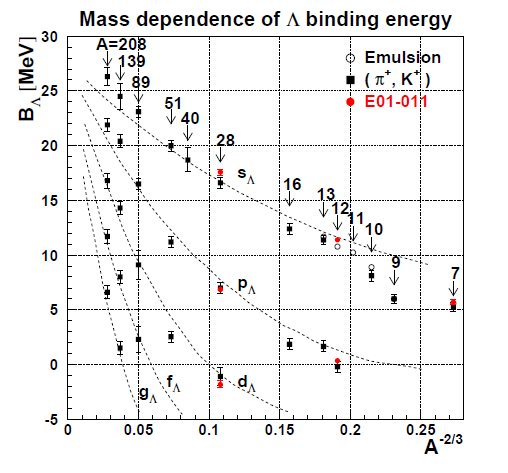 Mass dependence of Λ binding energy
B_Λ [MeV]
30
25
20
15
10
5
0
-5
A=208
139
89
51
40
28
16
13
12
11
10
9
7
○ Emulsion
■ ( π⁺, K⁺ )
● E01-011
s_Λ
p_Λ
d_Λ
f_Λ
g_Λ
0 0.05 0.1 0.15 0.2 0.25
A^-2/3